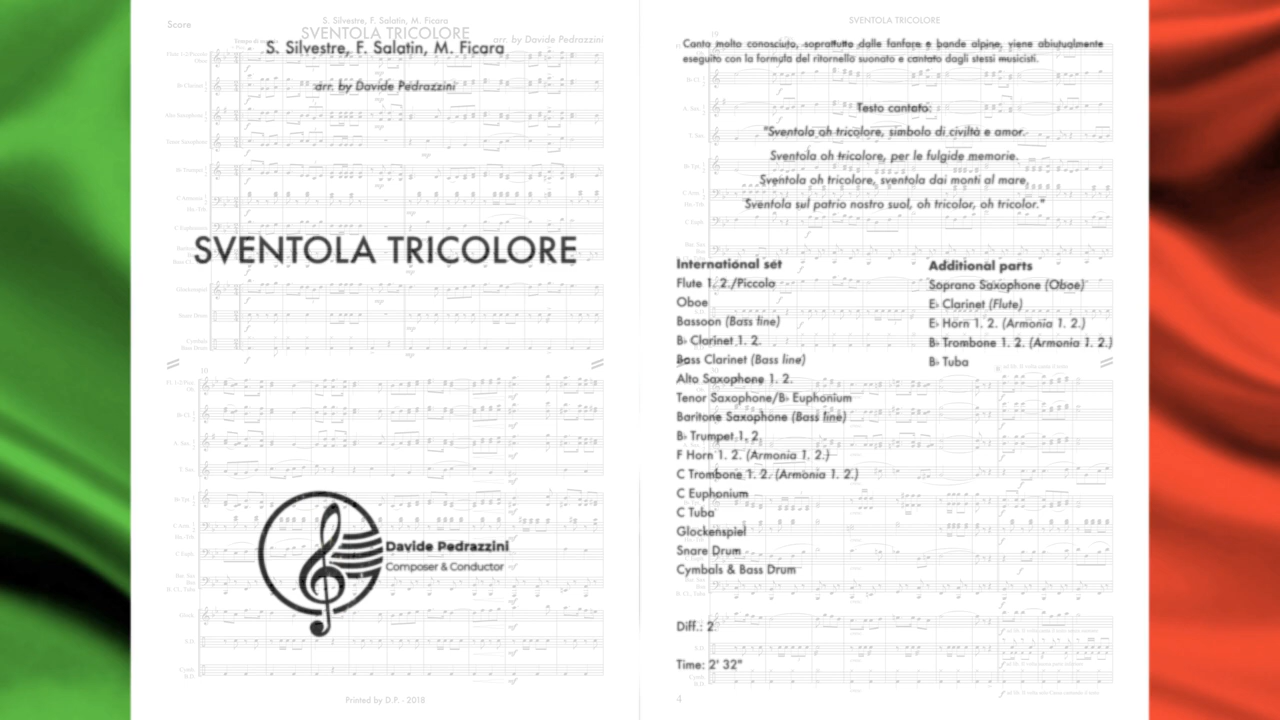 Score
S. Silvestre, F. Salatin, M. Ficara
SVENTOLA TRICOLORE
arr. by Davide Pedrazzini
S. Silvestre, F. Salatin, M. Ficara
arr. by Davide Pedrazzini
SVENTOLA TRICOLORE
Davide Pedrazzini
Composer & Conductor
Printed by D.P. - 2018
SVENTOLA TRICOLORE
Canto molto conosciuto, soprattutto dalle fanfare e bande alpine, viene abiutualmente
eseguito con la formula del ritornello suonato e cantato dagli stessi musicisti.
Testo cantato:
"Sventola oh tricolore, simbolo di civiltà e amor.
Sventola oh tricolore, per le fulgide memorie.
Sventola oh tricolore, sventola dai monti al mare,
Sventola sul patrio nostro suol, oh tricolor, oh tricolor."
International set
Flute 1. 2./Piccolo
Oboe
Bassoon (Bass line)
B♭ Clarinet 1. 2.
Bass Clarinet (Bass line)
Alto Saxophone 1. 2.
Tenor Saxophone/B♭ Euphonium
Baritone Saxophone (Bass line)
B♭ Trumpet 1. 2.
F Horn 1. 2. (Armonia 1. 2.)
C Trombone 1. 2. (Armonia 1. 2.)
C Euphonium
C Tuba
Glockenspiel
Snare Drum
Cymbals & Bass Drum
Additional parts
Soprano Saxophone (Oboe)
E♭ Clarinet (Flute)
E♭ Horn 1. 2. (Armonia 1. 2.)
B♭ Trombone 1. 2. (Armonia 1. 2.)
B♭ Tuba
Diff.: 2
Time: 2' 32"
4